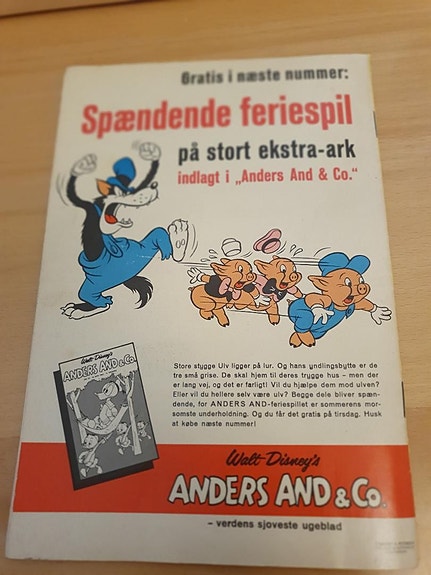 Gratis i næste nummer:
Spændende feriespil
på stort ekstra-ark
indlagt i „Anders And & Co."
Store stygge Ulv ligger på lur. Og hans yndlingsbytte er de
tre små grise. De skal hjem til deres trygge hus – men der
er lang vej, og det er farligt! Vil du hjælpe dem mod ulven?
Eller vil du hellere selv være ulv? Begge dele bliver spæn-
dende, for ANDERS AND-feriespillet er sommerens mor-
somste underholdning. Og du får det gratis på tirsdag. Husk
at købe næste nummer!
Walt Disney's
ANDERS AND & Co.
Walt Disney's
ANDERS AND & Co.
– verdens sjoveste ugeblad